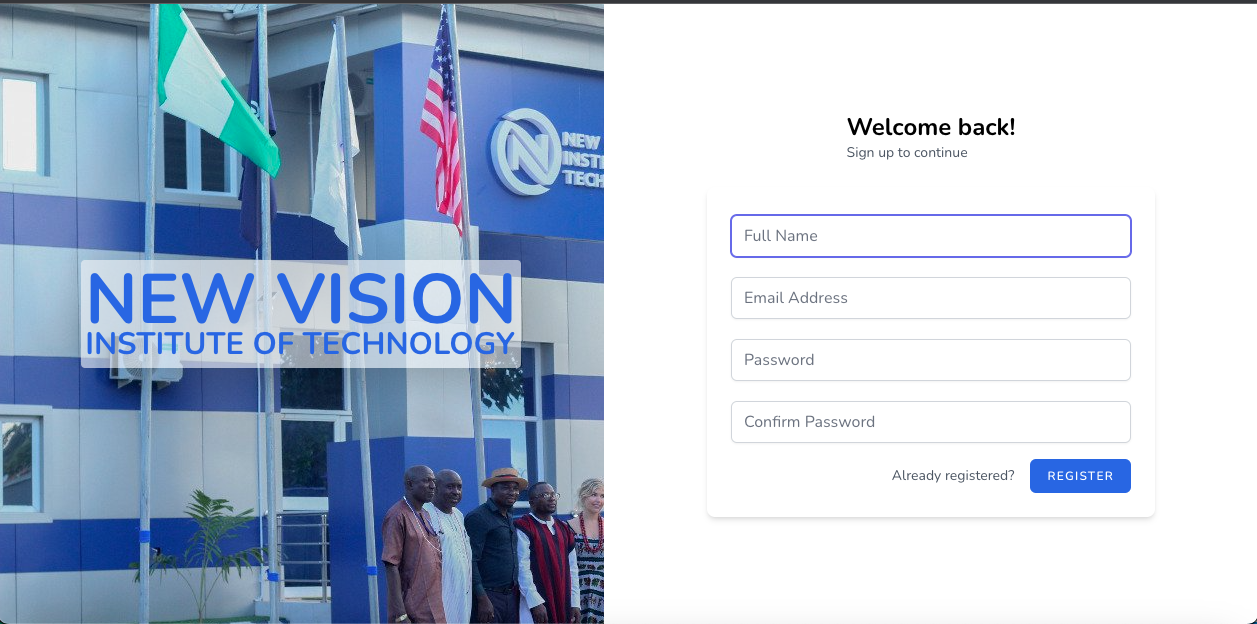 NEW
INST
TECH
NEW VISION
INSTITUTE OF TECHNOLOGY
Welcome back!
Sign up to continue
Full Name
Email Address
Password
Confirm Password
Already registered? REGISTER